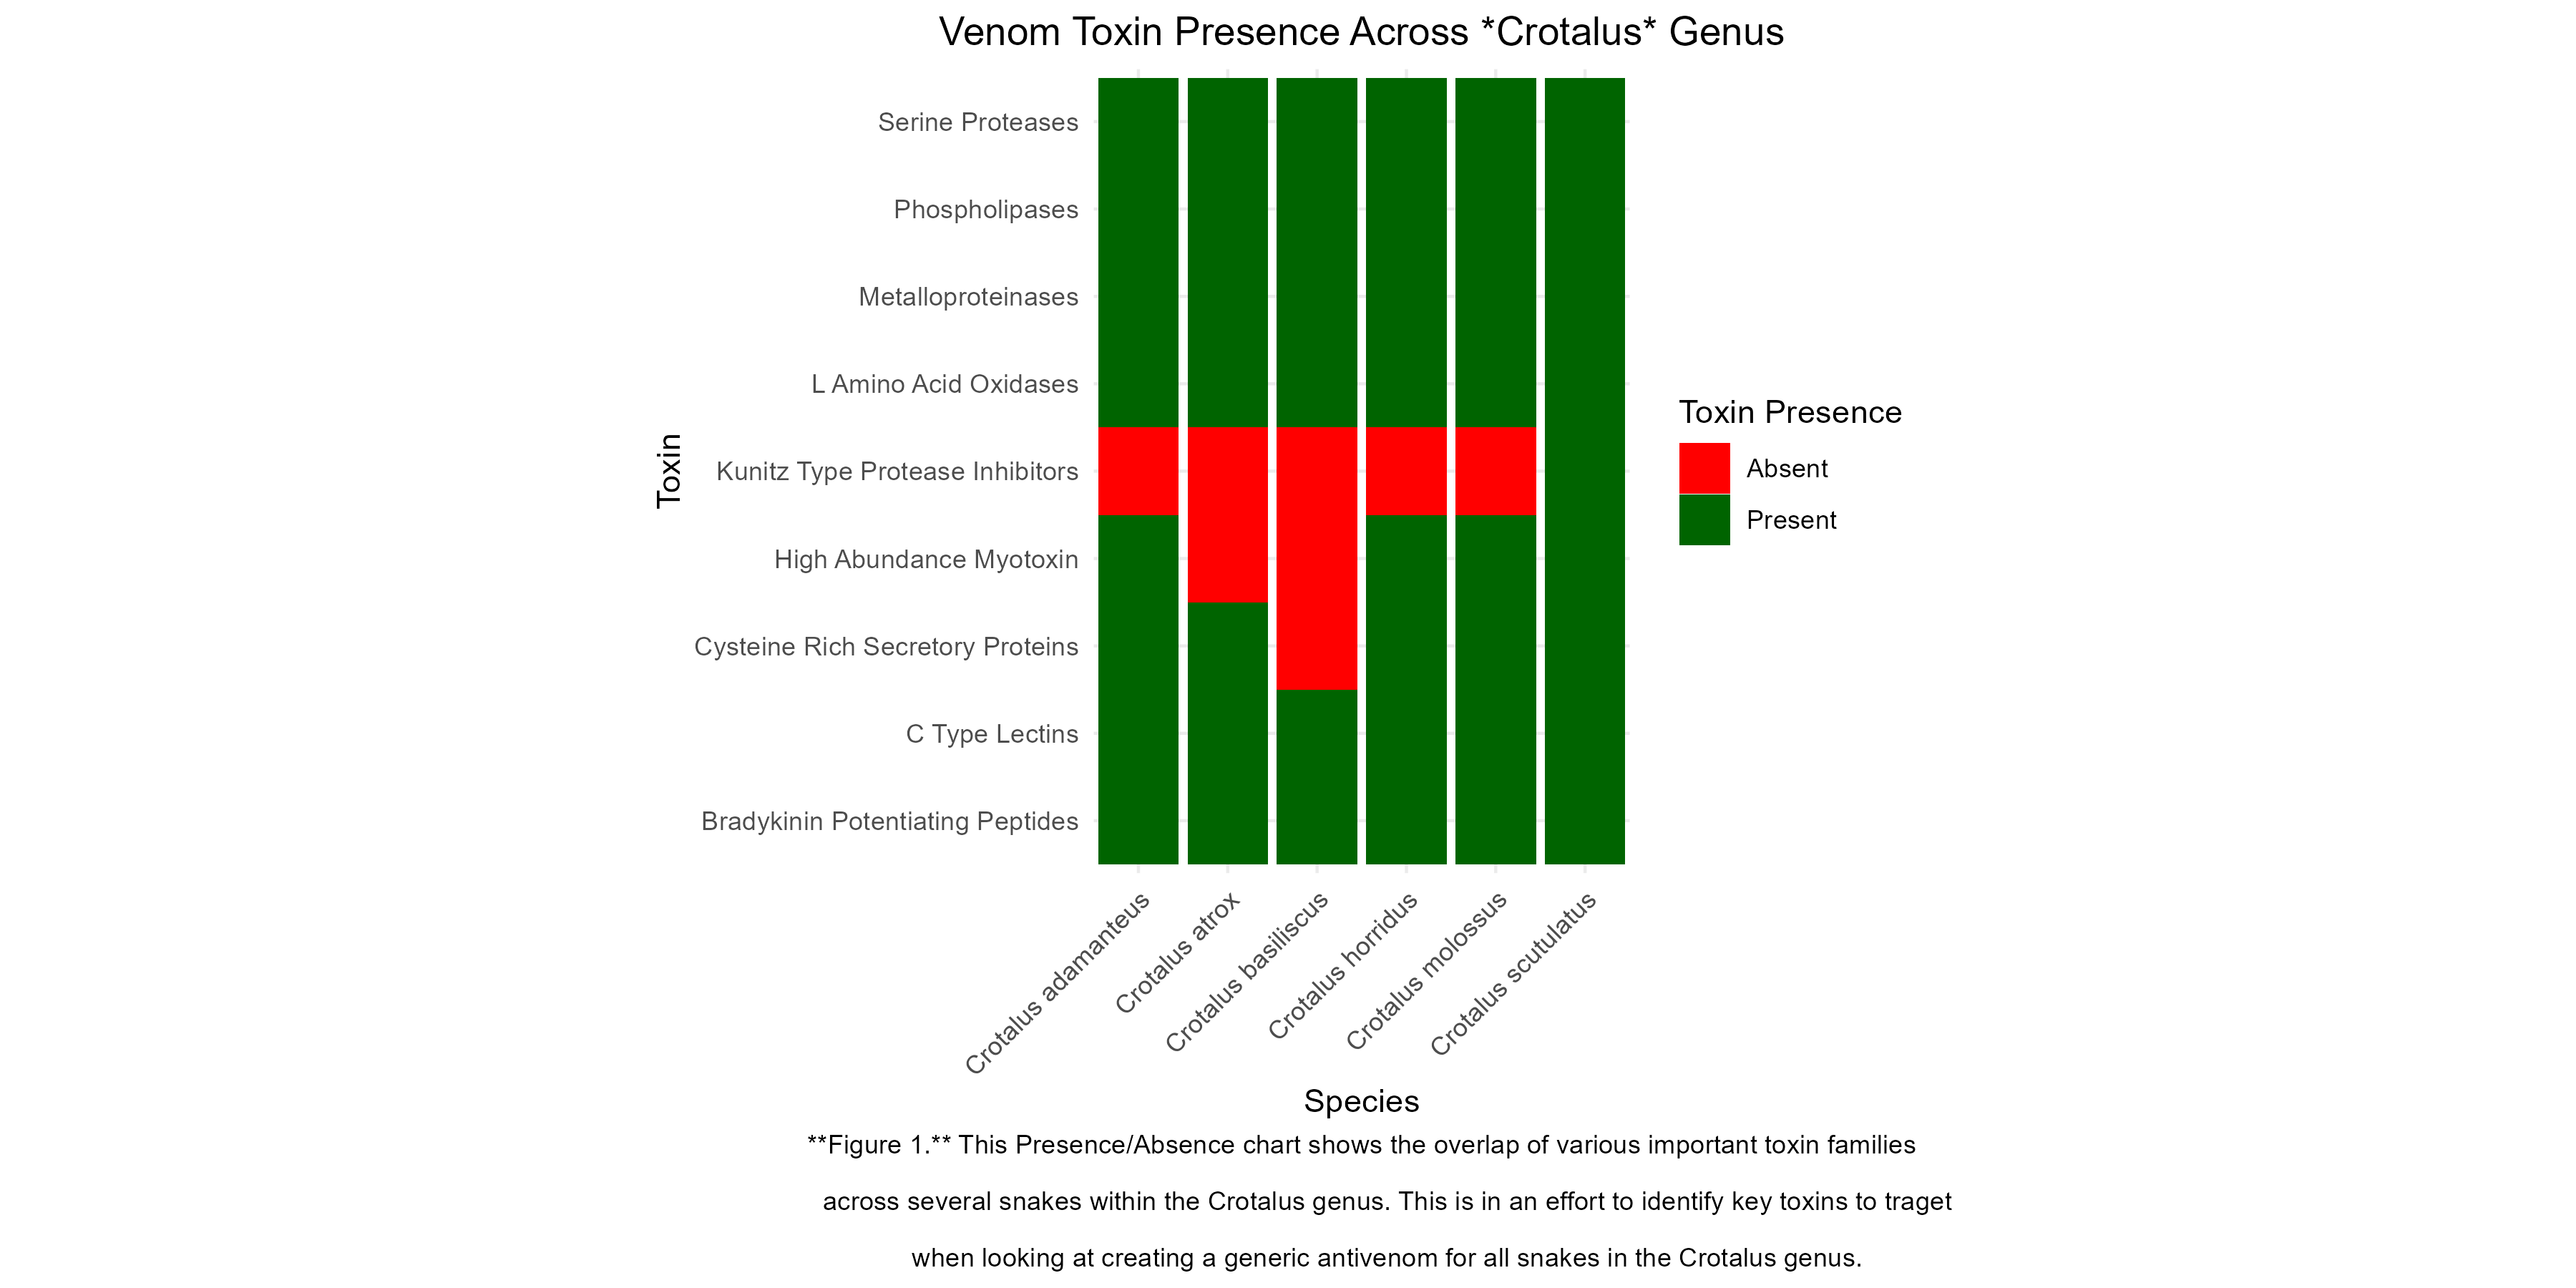 Venom Toxin Presence Across *Crotalus* Genus
Serine Proteases
Phospholipases
Metalloproteinases
L Amino Acid Oxidases
Kunitz Type Protease Inhibitors
High Abundance Myotoxin
Cysteine Rich Secretory Proteins
C Type Lectins
Bradykinin Potentiating Peptides
Toxin
Toxin Presence
Absent
Present
Crotalus adamanteus
Crotalus atrox
Crotalus basiliscus
Crotalus horridus
Crotalus molossus
Crotalus scutulatus
Species
**Figure 1.** This Presence/Absence chart shows the overlap of various important toxin families
across several snakes within the Crotalus genus. This is in an effort to identify key toxins to traget
when looking at creating a generic antivenom for all snakes in the Crotalus genus.